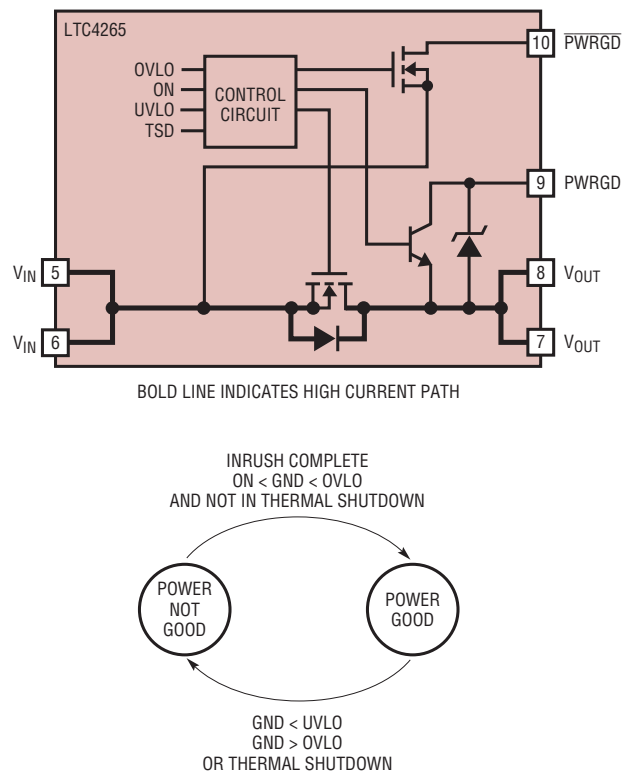 LTC4265
OVLO
ON
UVLO
TSD
CONTROL
CIRCUIT
10 P̅W̅R̅G̅D̅
9 PWRGD
VIN 5
VIN 6
8 VOUT
7 VOUT
BOLD LINE INDICATES HIGH CURRENT PATH
INRUSH COMPLETE
ON < GND < OVLO
AND NOT IN THERMAL SHUTDOWN
POWER
NOT
GOOD
POWER
GOOD
GND < UVLO
GND > OVLO
OR THERMAL SHUTDOWN